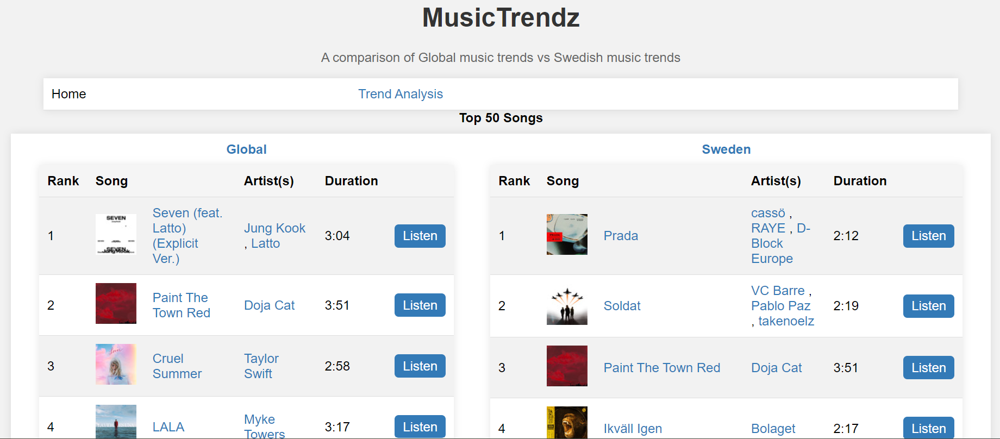 MusicTrendz
A comparison of Global music trends vs Swedish music trends
Home Trend Analysis
Top 50 Songs
Global
Rank Song Artist(s) Duration
1 Seven (feat. Latto) (Explicit Ver.) Jung Kook , Latto 3:04 Listen
2 Paint The Town Red Doja Cat 3:51 Listen
3 Cruel Summer Taylor Swift 2:58 Listen
4 LALA Myke Towers 3:17 Listen
Sweden
Rank Song Artist(s) Duration
1 Prada cassö , RAYE , D-Block Europe 2:12 Listen
2 Soldat VC Barre , Pablo Paz , takenoelz 2:19 Listen
3 Paint The Town Red Doja Cat 3:51 Listen
4 Ikväll Igen Bolaget 2:17 Listen
SEVEN
SEVEN
Jung Kook